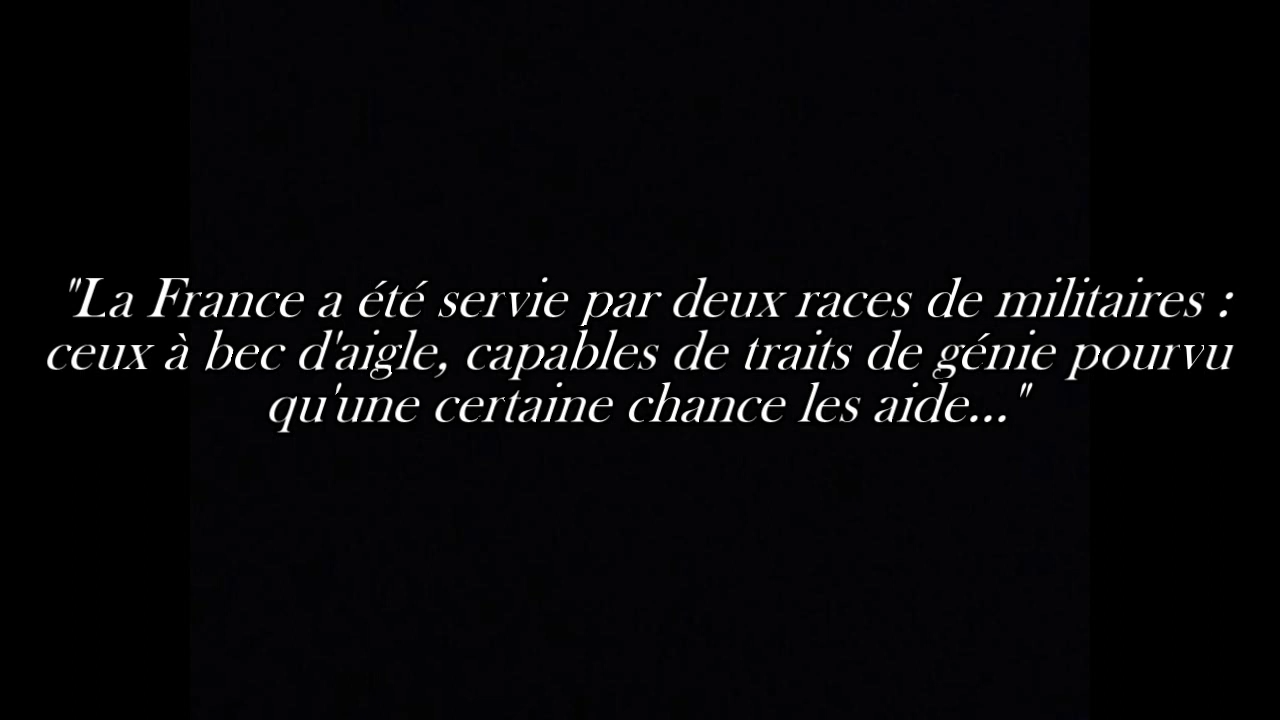 "La France a été servie par deux races de militaires :
ceux à bec d'aigle, capables de traits de génie pourvu
qu'une certaine chance les aide..."